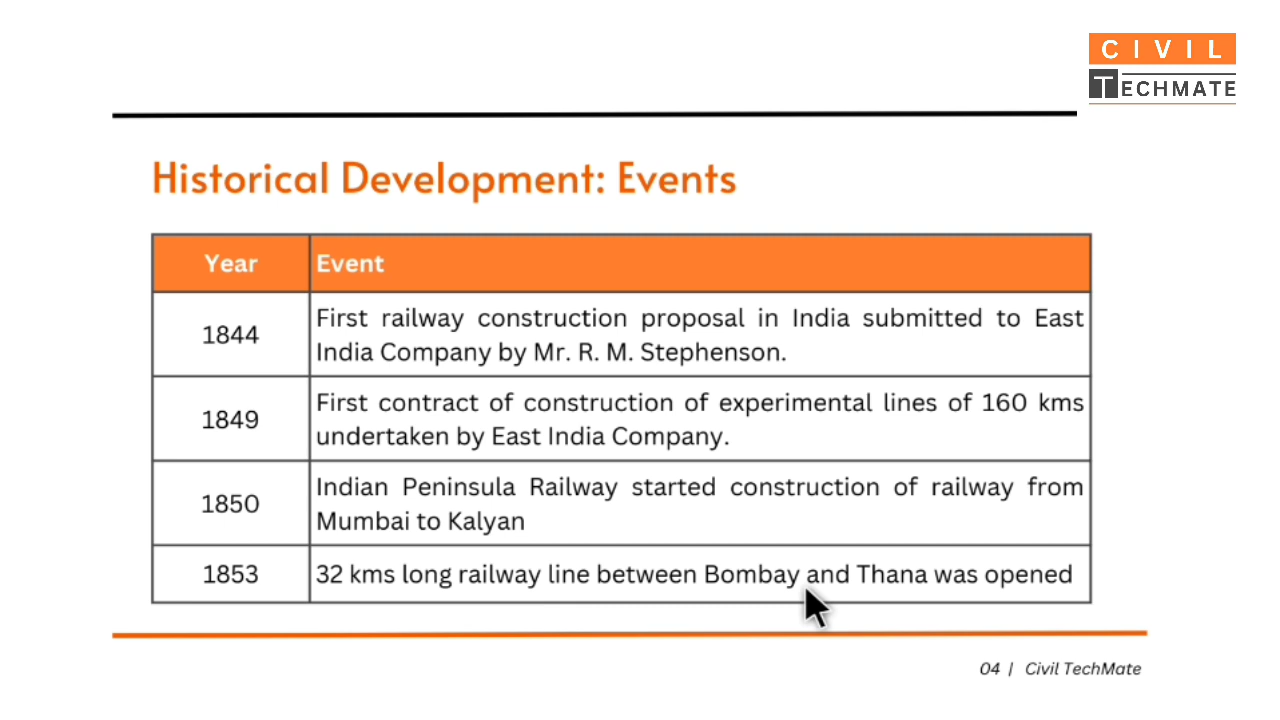 CIVIL
TECHMATE
Historical Development: Events
Year Event
1844 First railway construction proposal in India submitted to East
India Company by Mr. R. M. Stephenson.
1849 First contract of construction of experimental lines of 160 kms
undertaken by East India Company.
1850 Indian Peninsula Railway started construction of railway from
Mumbai to Kalyan
1853 32 kms long railway line between Bombay and Thana was opened
04 | Civil TechMate